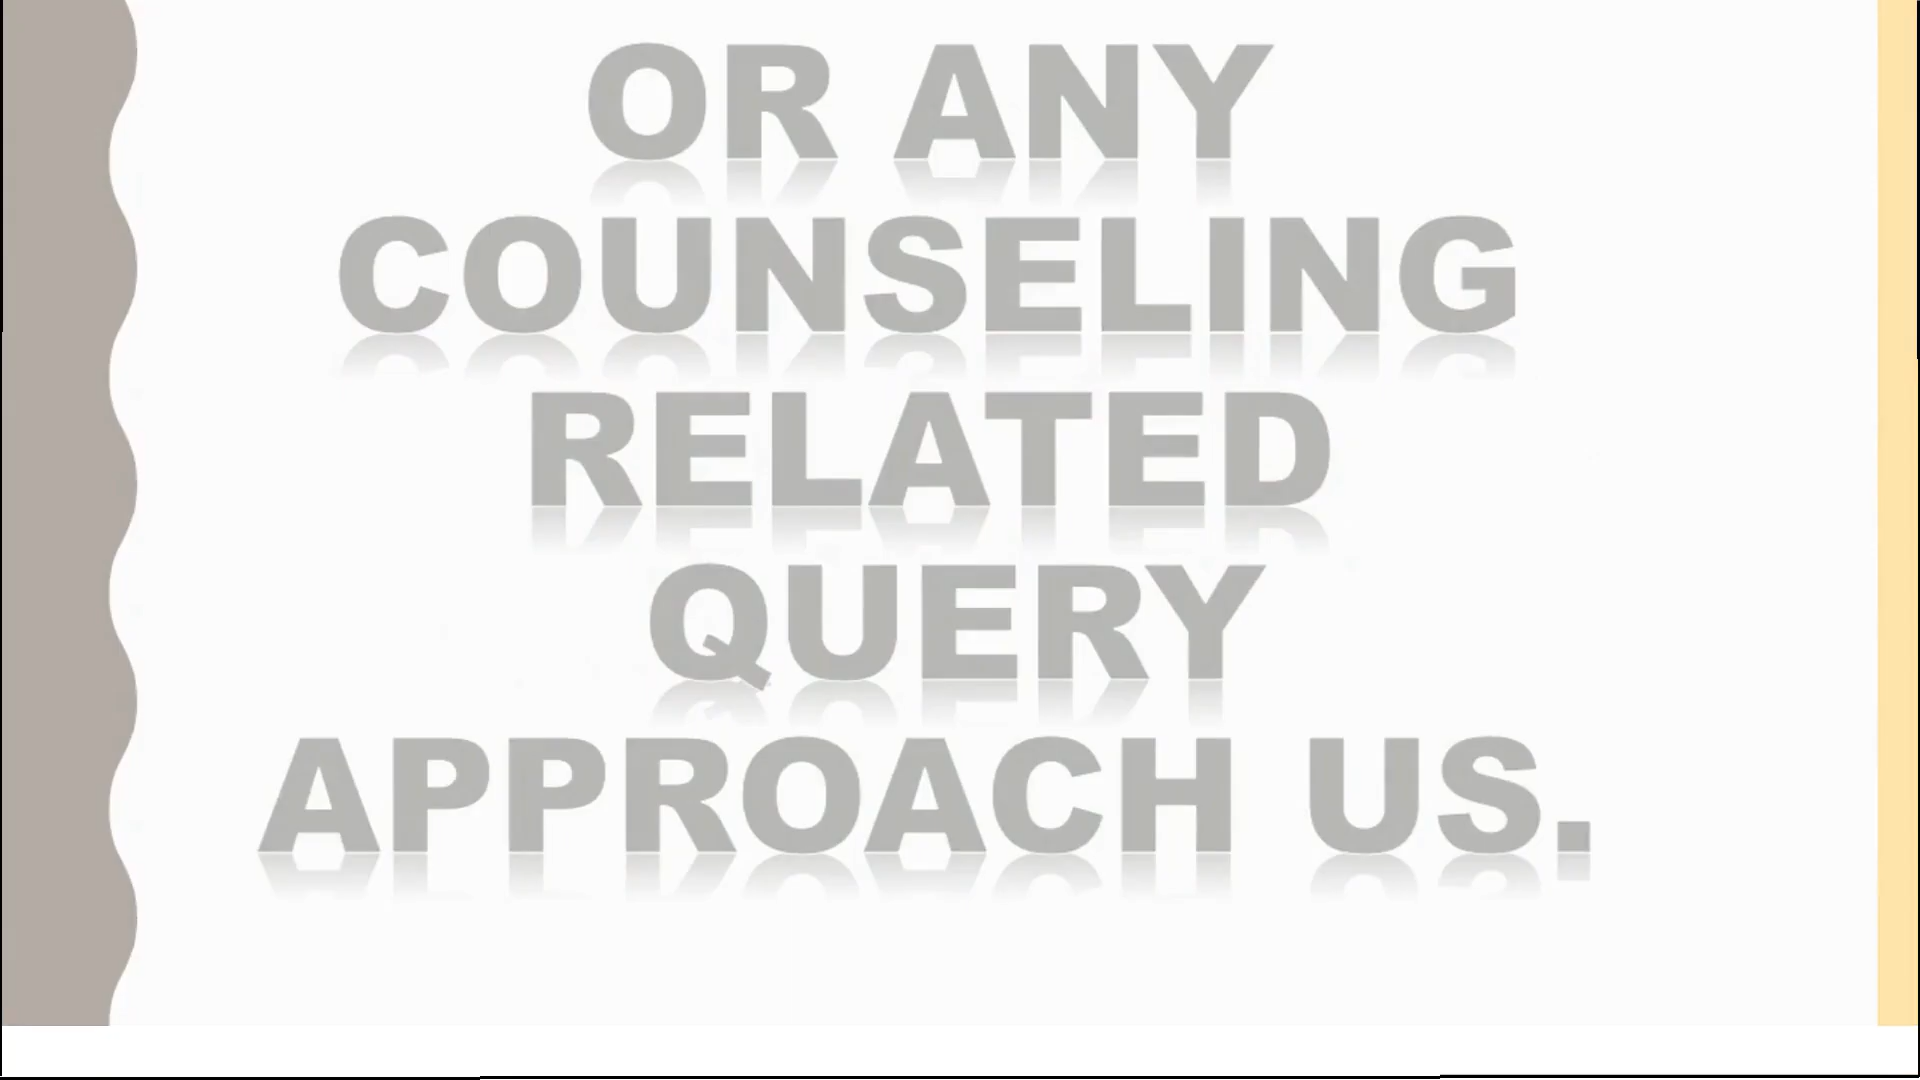 OR ANY
COUNSELING
RELATED
QUERY
APPROACH US.